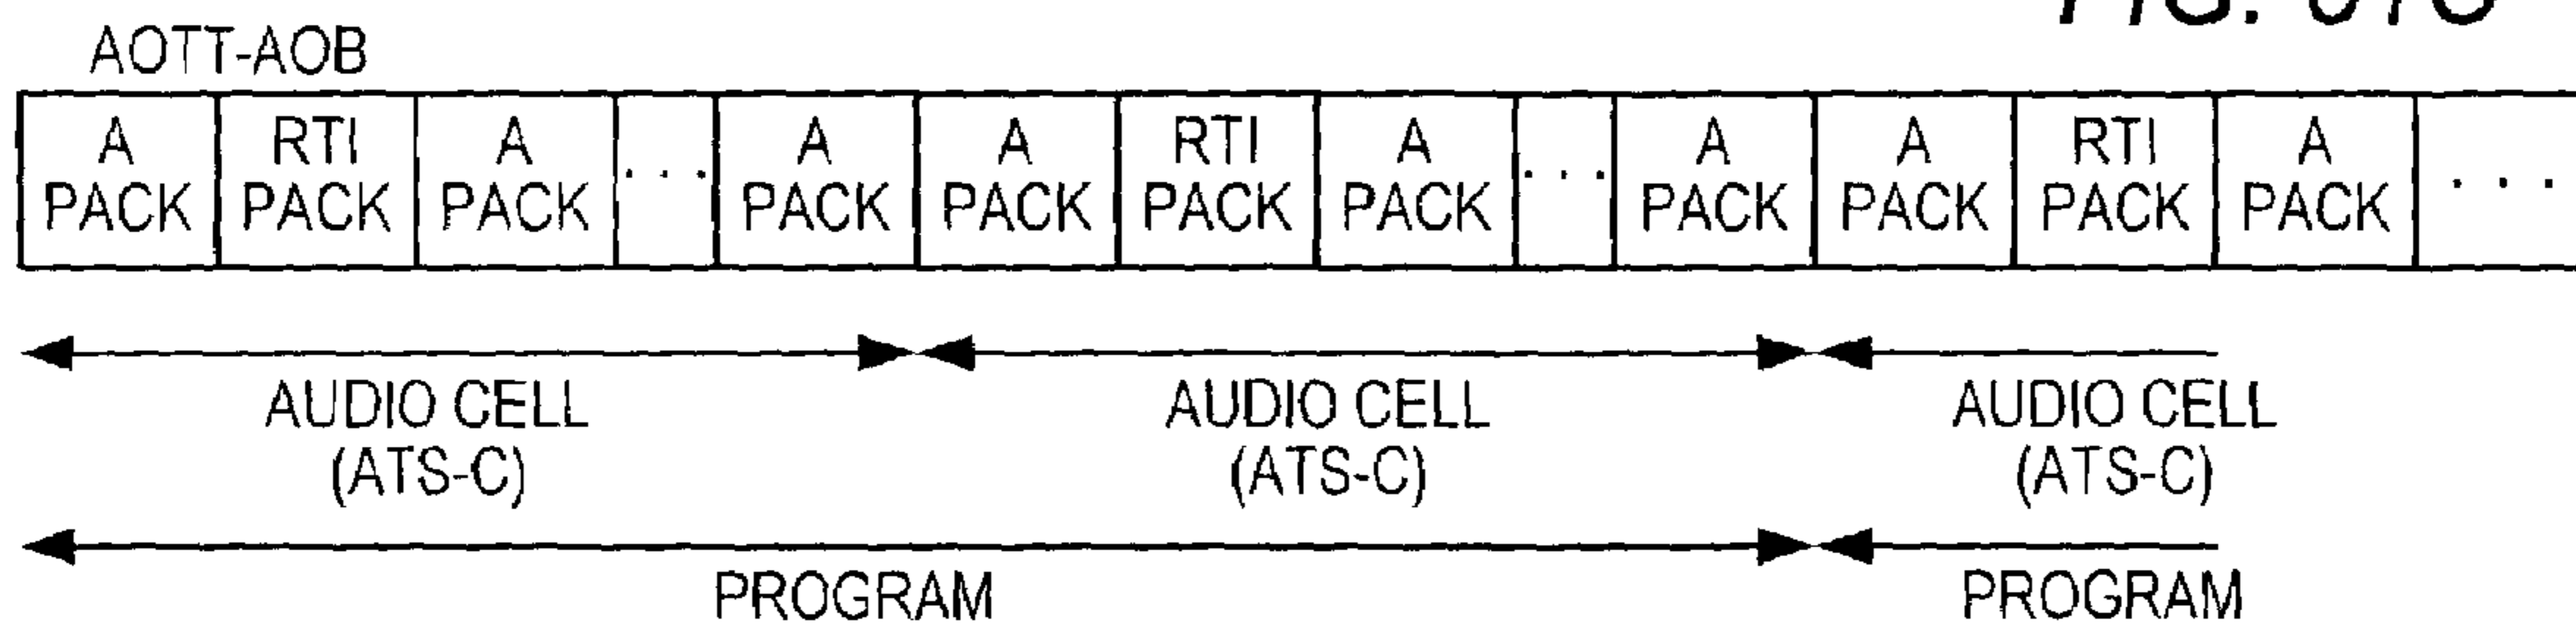 AOTT-AOB
A PACK RTI PACK A PACK ... A PACK A PACK RTI PACK A PACK ... A PACK A PACK RTI PACK A PACK ...
AUDIO CELL (ATS-C) AUDIO CELL (ATS-C) AUDIO CELL (ATS-C)
PROGRAM PROGRAM